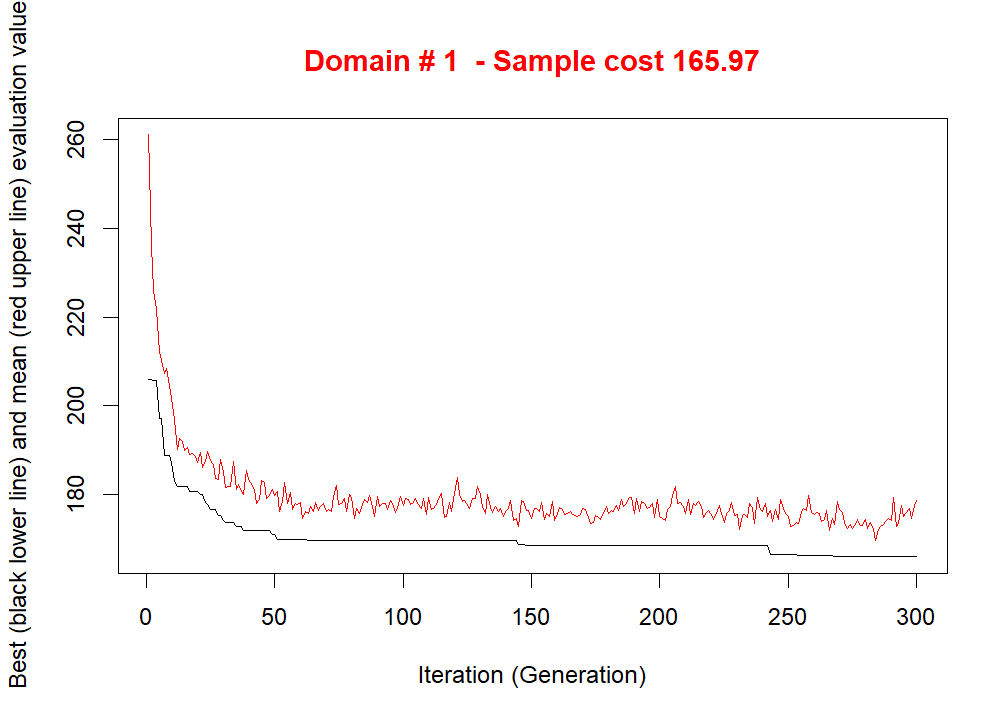 Domain # 1  - Sample cost 165.97
Best (black lower line) and mean (red upper line) evaluation value
260
240
220
200
180
0 50 100 150 200 250 300
Iteration (Generation)